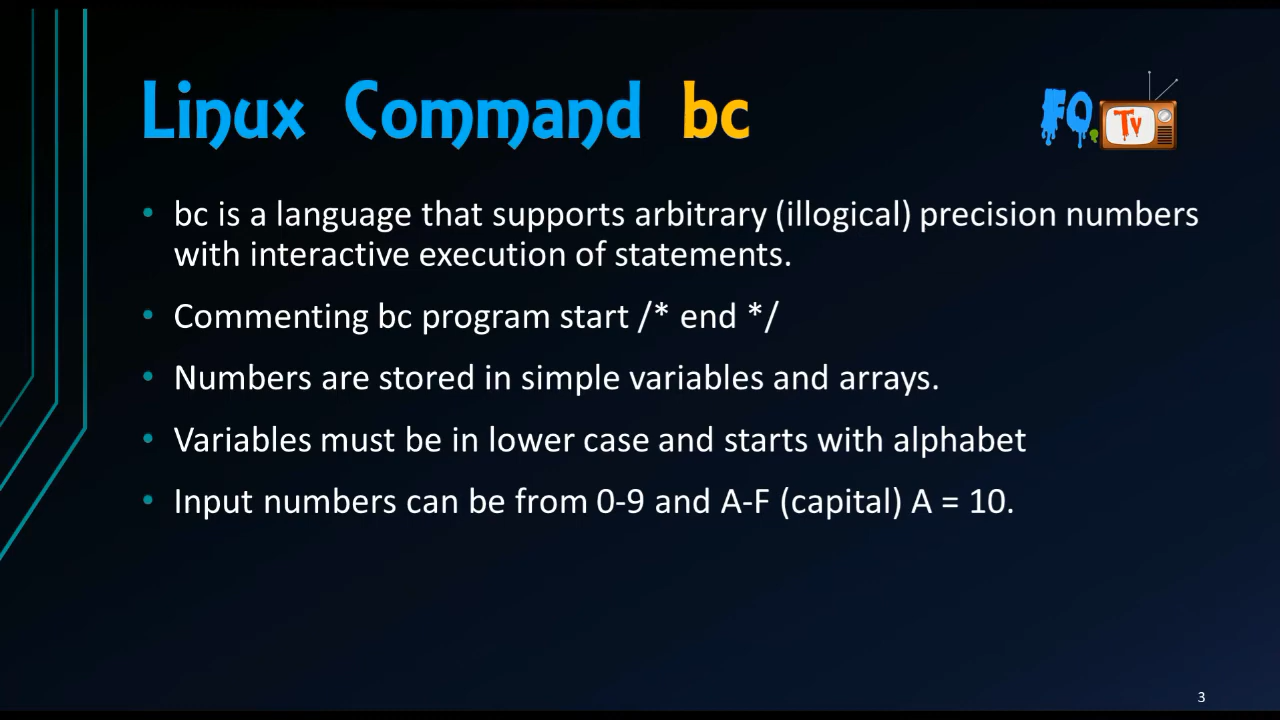 Linux Command bc
FQ Tv
• bc is a language that supports arbitrary (illogical) precision numbers
with interactive execution of statements.
• Commenting bc program start /* end */
• Numbers are stored in simple variables and arrays.
• Variables must be in lower case and starts with alphabet
• Input numbers can be from 0-9 and A-F (capital) A = 10.
3